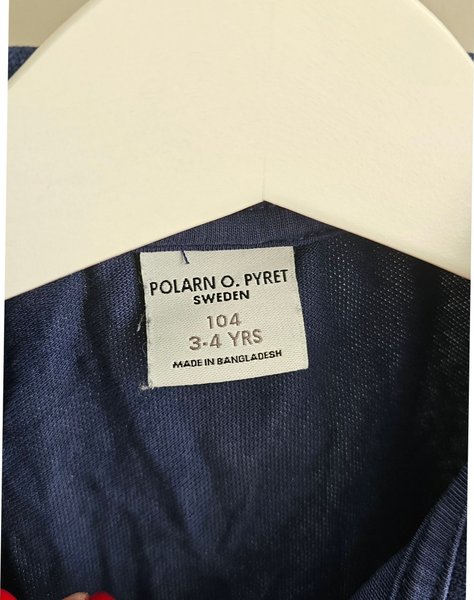 POLARN O. PYRET
SWEDEN
104
3-4 YRS
MADE IN BANGLADESH